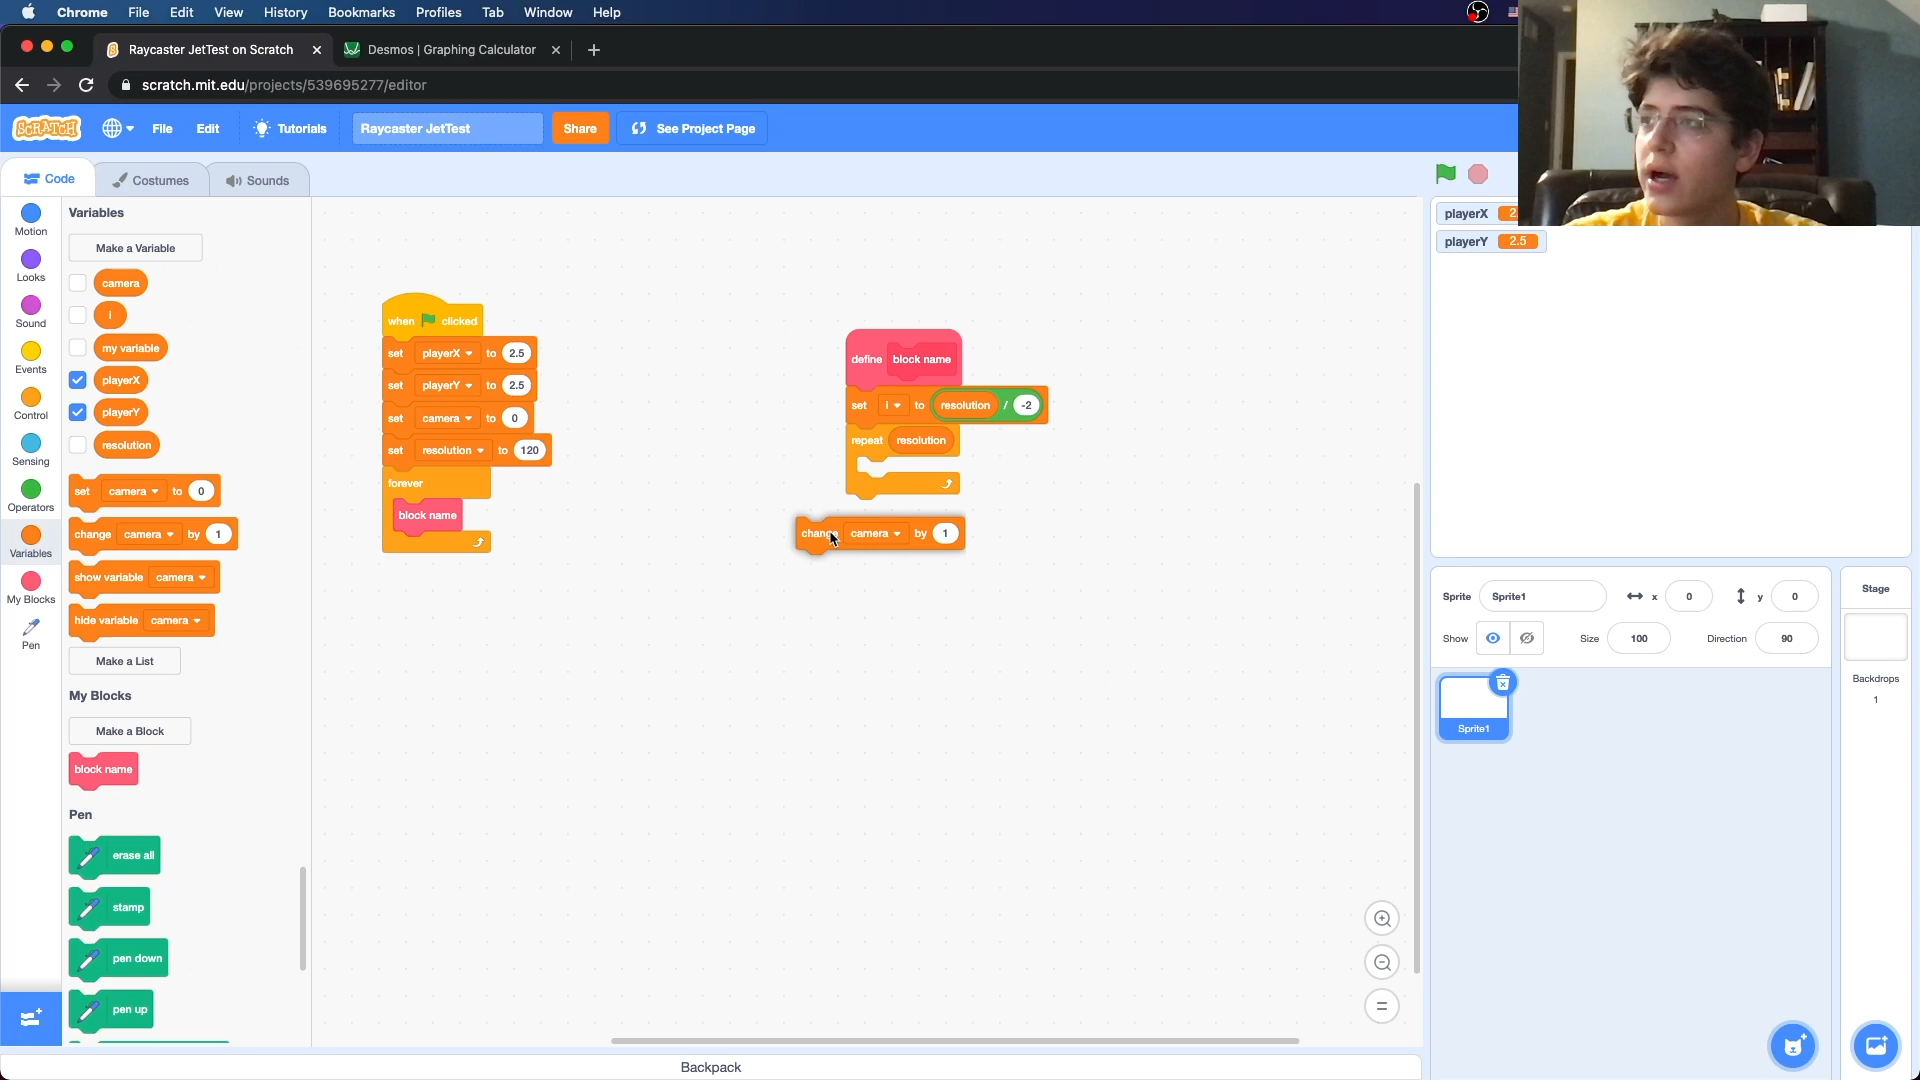 Chrome File Edit View History Bookmarks Profiles Tab Window Help
Raycaster JetTest on Scratch
Desmos | Graphing Calculator
scratch.mit.edu/projects/539695277/editor
SCRATCH File Edit Tutorials Raycaster JetTest Share See Project Page
Code Costumes Sounds
Motion
Looks
Sound
Events
Control
Sensing
Operators
Variables
My Blocks
Pen
Variables
Make a Variable
camera
i
my variable
playerX
playerY
resolution
set camera to 0
change camera by 1
show variable camera
hide variable camera
Make a List
My Blocks
Make a Block
block name
Pen
erase all
stamp
pen down
pen up
when clicked
set playerX to 2.5
set playerY to 2.5
set camera to 0
set resolution to 120
forever
block name
define block name
set i to resolution / -2
repeat resolution
change camera by 1
playerX
playerY 2.5
Sprite Sprite1 x 0 y 0
Show Size 100 Direction 90
Sprite1
Stage
Backdrops
1
Backpack